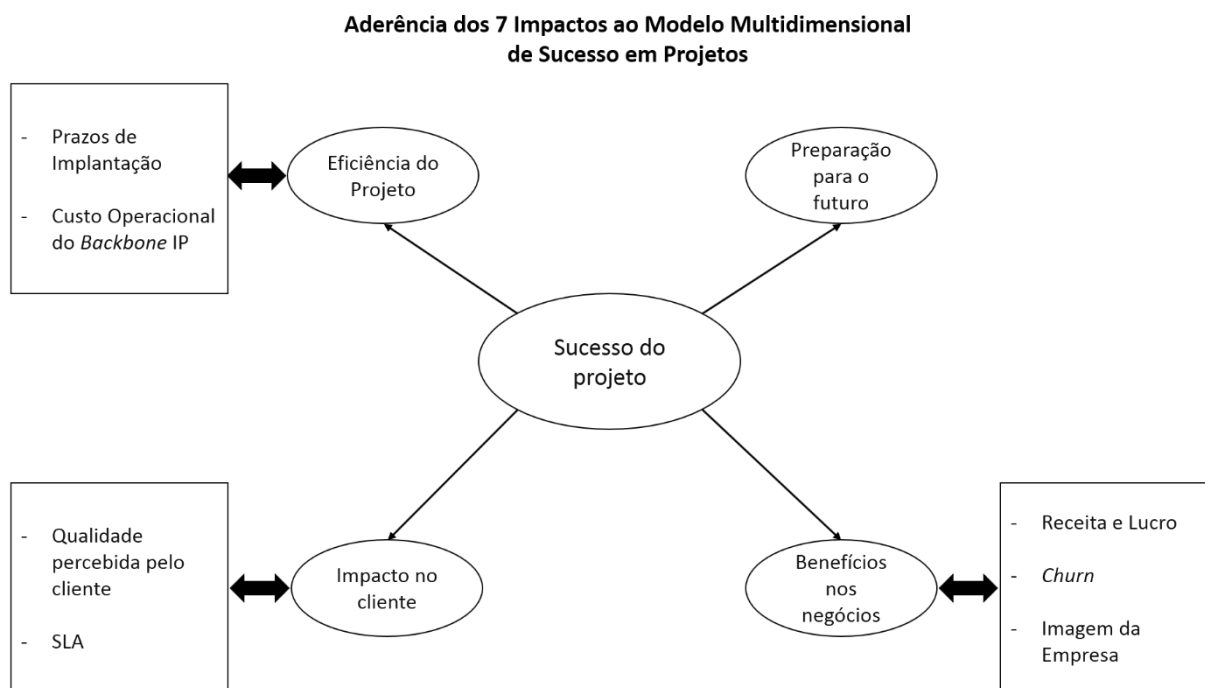 Aderência dos 7 Impactos ao Modelo Multidimensional
de Sucesso em Projetos
- Prazos de
Implantação
- Custo Operacional
do Backbone IP
Eficiência do
Projeto
Preparação
para o
futuro
Sucesso do
projeto
- Qualidade
percebida pelo
cliente
- SLA
Impacto no
cliente
Benefícios
nos
negócios
- Receita e Lucro
- Churn
- Imagem da
Empresa